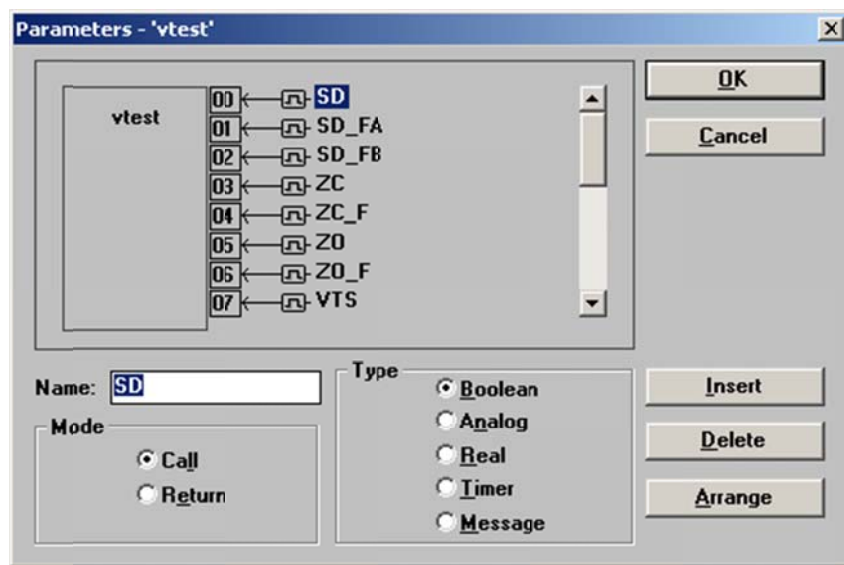 Parameters - 'vtest'
vtest
00 SD
01 SD_FA
02 SD_FB
03 ZC
04 ZC_F
05 ZO
06 ZO_F
07 VTS
OK
Cancel
Name: SD
Mode
Call
Return
Type
Boolean
Analog
Real
Timer
Message
Insert
Delete
Arrange